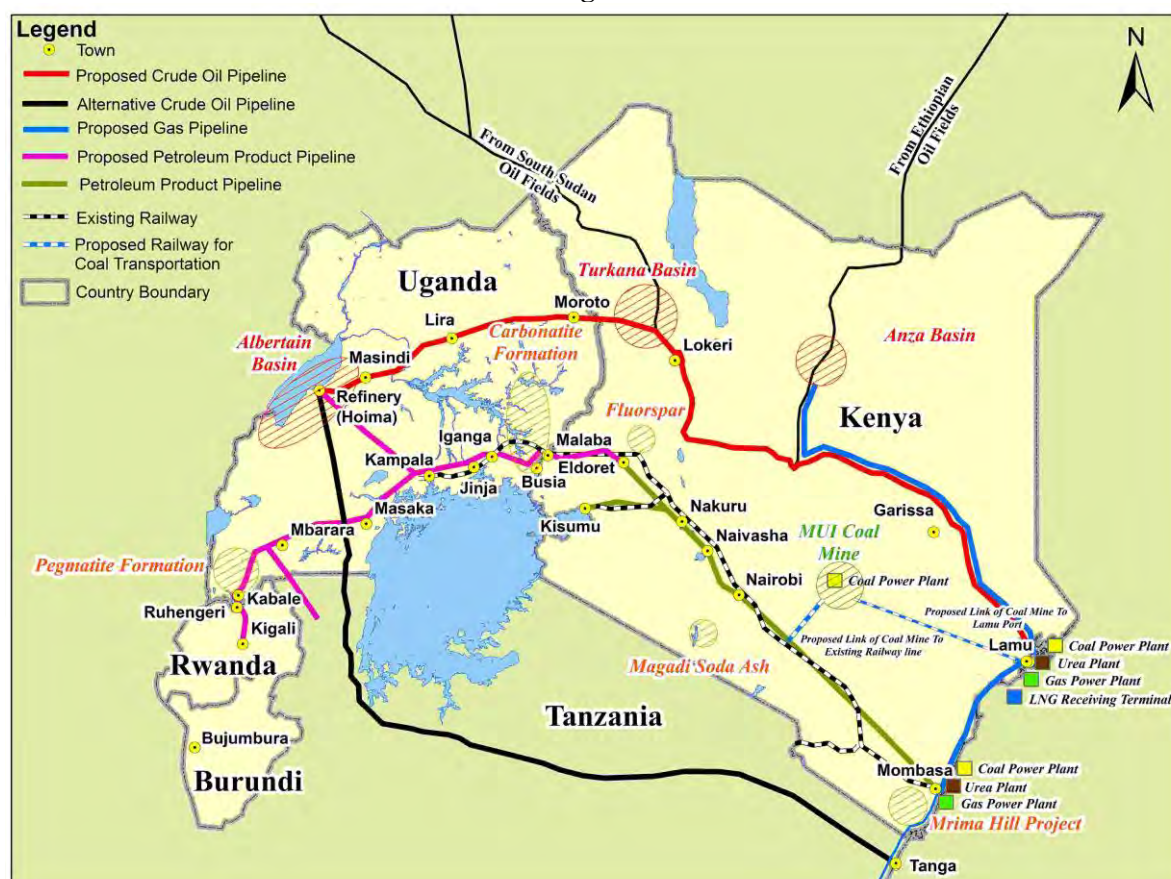 Legend
Town
Proposed Crude Oil Pipeline
Alternative Crude Oil Pipeline
Proposed Gas Pipeline
Proposed Petroleum Product Pipeline
Petroleum Product Pipeline
Existing Railway
Proposed Railway for
Coal Transportation
Country Boundary
N
From South Sudan
Oil Fields
From Ethiopian
Oil Fields
Uganda
Turkana Basin
Moroto
Lira
Carbonatite
Formation
Albertain
Basin
Masindi
Lokeri
Anza Basin
Refinery
(Hoima)
Fluorspar
Kenya
Iganga
Malaba
Kampala
Eldoret
Jinja
Busia
Masaka
Kisumu
Nakuru
Garissa
Mbarara
Naivasha
MUI Coal
Mine
Pegmatite Formation
Coal Power Plant
Nairobi
Kabale
Ruhengeri
Proposed Link of Coal Mine To
Lamu Port
Kigali
Proposed Link of Coal Mine To
Existing Railway line
Lamu
Coal Power Plant
Urea Plant
Gas Power Plant
LNG Receiving Terminal
Rwanda
Magadi Soda Ash
Tanzania
Bujumbura
Burundi
Mombasa
Coal Power Plant
Urea Plant
Gas Power Plant
Mrima Hill Project
Tanga